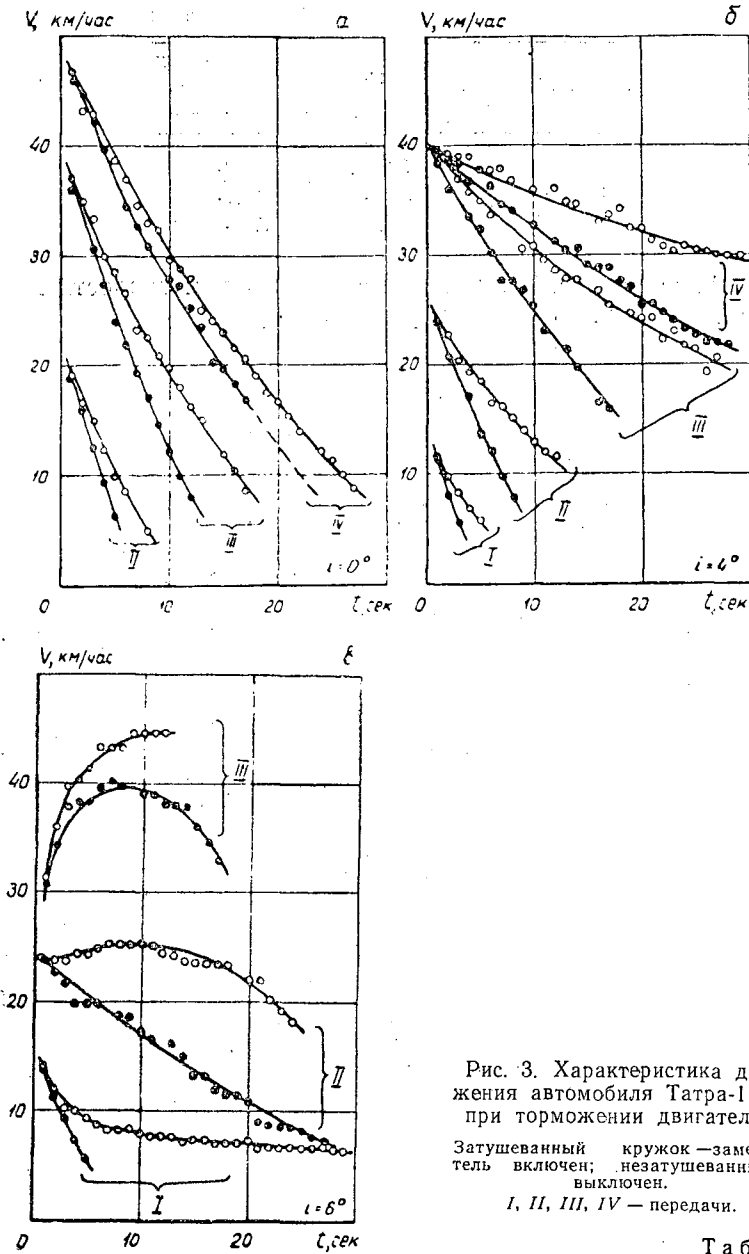 V, км/час а
40
30
20
10
0 10 20 t, сек
II III IV
i=0°
V, км/час б
40
30
20
10
0 10 20 t, сек
IV
III
II
I
i=4°
V, км/час
40
30
20
10
0 10 20 t, сек
III
II
I
i=6°
Рис. 3. Характеристика д
жения автомобиля Татра-1
при торможении двигател
Затушеванный кружок — заме
тель включен; незатушеванн
выключен.
I, II, III, IV — передачи.
Таб